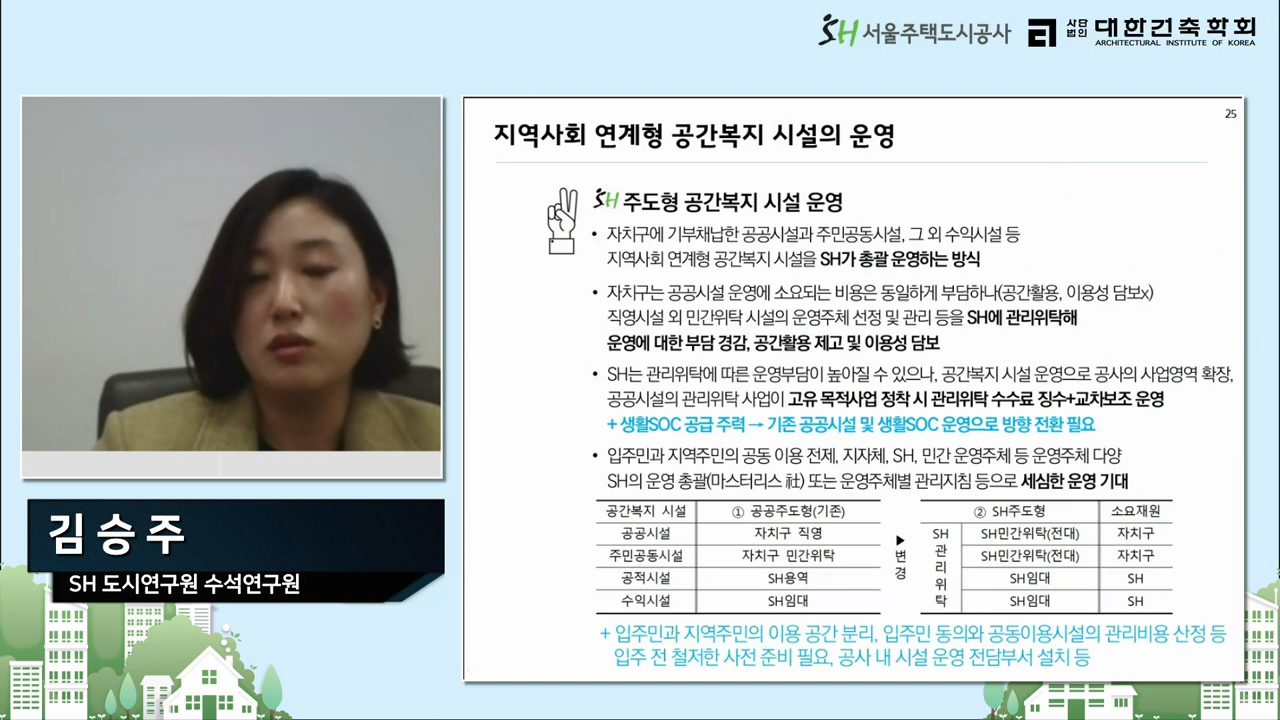 SH 서울주택도시공사
사단법인 대한건축학회
ARCHITECTURAL INSTITUTE OF KOREA
25
지역사회 연계형 공간복지 시설의 운영
SH 주도형 공간복지 시설 운영
• 자치구에 기부채납한 공공시설과 주민공동시설, 그 외 수익시설 등
지역사회 연계형 공간복지 시설을 SH가 총괄 운영하는 방식
• 자치구는 공공시설 운영에 소요되는 비용은 동일하게 부담하나(공간활용, 이용성 담보x)
직영시설 외 민간위탁 시설의 운영주체 선정 및 관리 등을 SH에 관리위탁해
운영에 대한 부담 경감, 공간활용 제고 및 이용성 담보
• SH는 관리위탁에 따른 운영부담이 높아질 수 있으나, 공간복지 시설 운영으로 공사의 사업영역 확장,
공공시설의 관리위탁 사업이 고유 목적사업 정착 시 관리위탁 수수료 징수+교차보조 운영
+ 생활SOC 공급 주력 → 기존 공공시설 및 생활SOC 운영으로 방향 전환 필요
• 입주민과 지역주민의 공동 이용 전제, 지자체, SH, 민간 운영주체 등 운영주체 다양
SH의 운영 총괄(마스터리스 社) 또는 운영주체별 관리지침 등으로 세심한 운영 기대
공간복지 시설 ① 공공주도형(기존) ② SH주도형 소요재원
공공시설 자치구 직영 SH민간위탁(전대) 자치구
주민공동시설 자치구 민간위탁 SH민간위탁(전대) 자치구
공적시설 SH용역 SH임대 SH
수익시설 SH임대 SH임대 SH
▶변경
SH관리위탁
+ 입주민과 지역주민의 이용 공간 분리, 입주민 동의와 공동이용시설의 관리비용 산정 등
입주 전 철저한 사전 준비 필요, 공사 내 시설 운영 전담부서 설치 등
김승주
SH 도시연구원 수석연구원